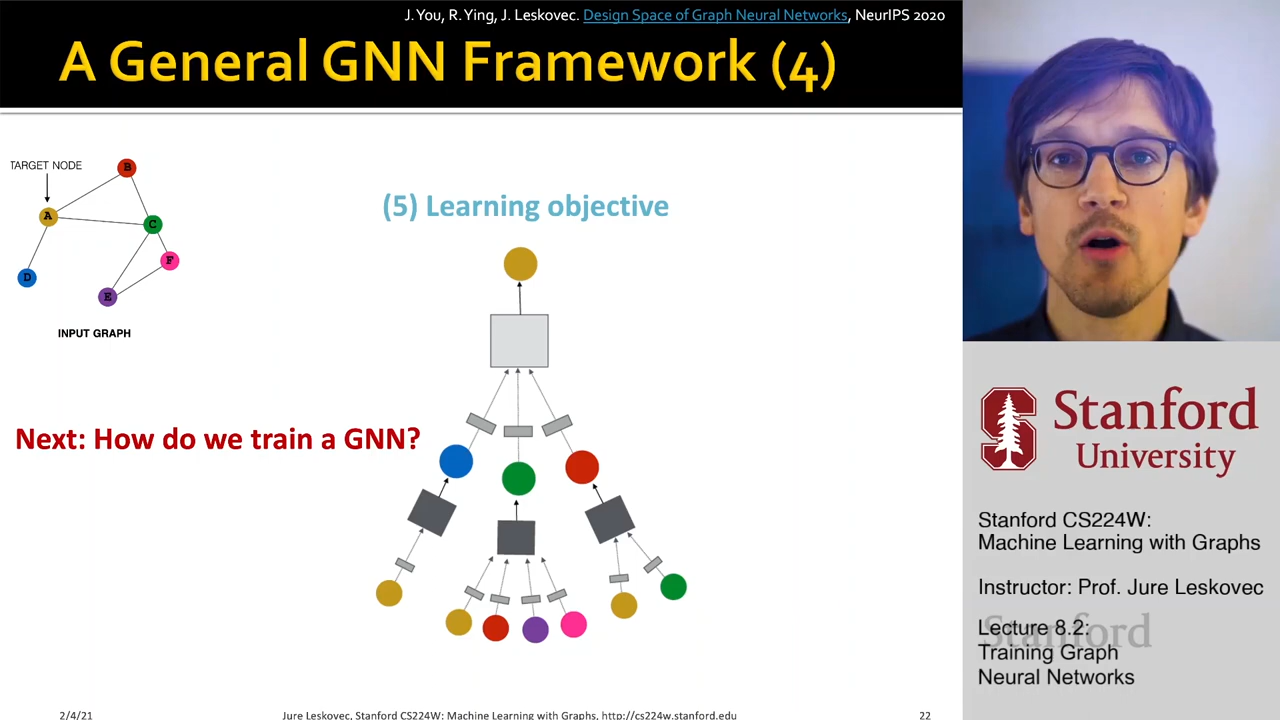 J. You, R. Ying, J. Leskovec. Design Space of Graph Neural Networks, NeurIPS 2020
A General GNN Framework (4)
TARGET NODE
B
A
C
F
D
E
INPUT GRAPH
(5) Learning objective
Next: How do we train a GNN?
Stanford
University
Stanford CS224W:
Machine Learning with Graphs
Instructor: Prof. Jure Leskovec
Stanford
Lecture 8.2:
Training Graph
Neural Networks
2/4/21
Jure Leskovec, Stanford CS224W: Machine Learning with Graphs, http://cs224w.stanford.edu
22